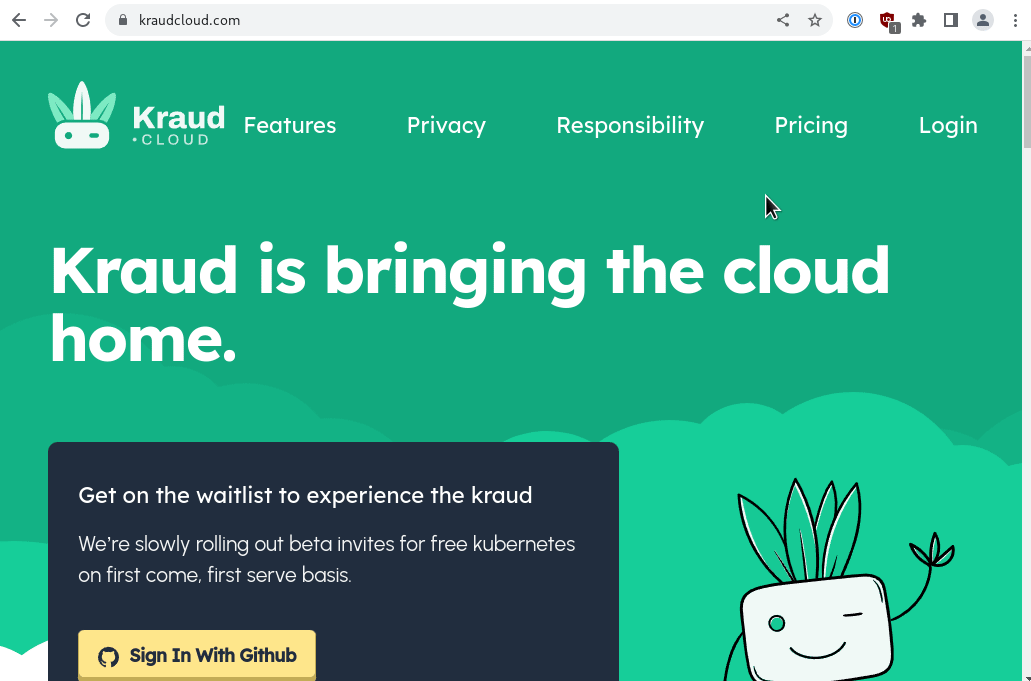 kraudcloud.com
1
Kraud
•CLOUD
Features Privacy Responsibility Pricing Login
Kraud is bringing the cloud
home.
Get on the waitlist to experience the kraud
We're slowly rolling out beta invites for free kubernetes
on first come, first serve basis.
Sign In With Github